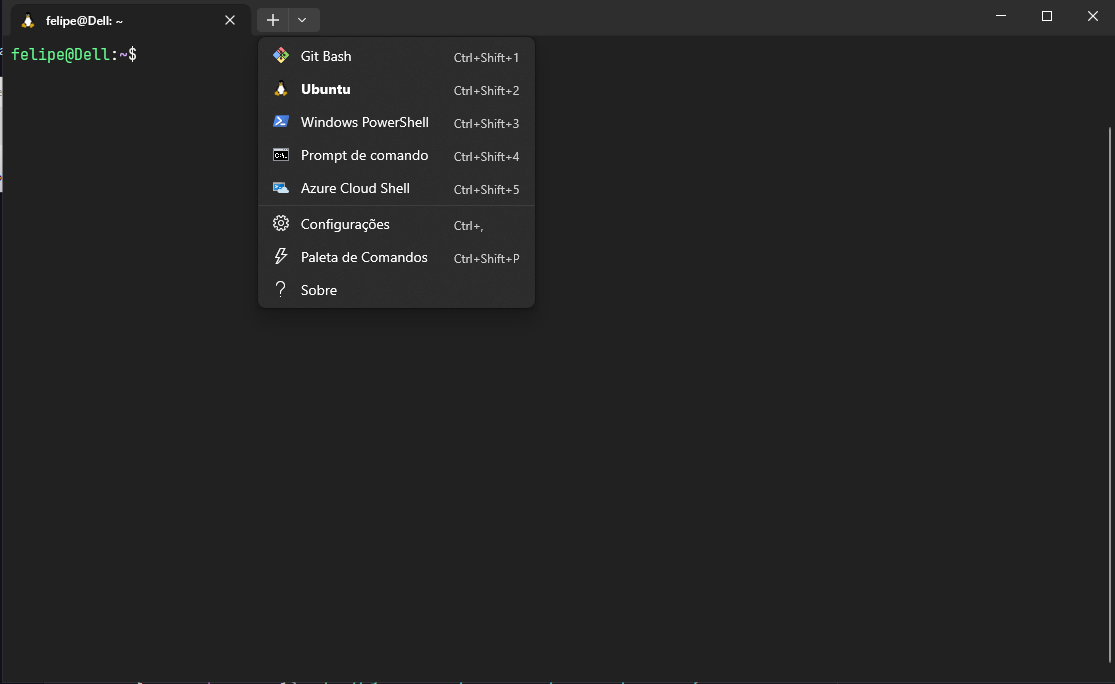 felipe@Dell: ~
felipe@Dell:~$
Git Bash Ctrl+Shift+1
Ubuntu Ctrl+Shift+2
Windows PowerShell Ctrl+Shift+3
Prompt de comando Ctrl+Shift+4
Azure Cloud Shell Ctrl+Shift+5
Configurações Ctrl+,
Paleta de Comandos Ctrl+Shift+P
Sobre